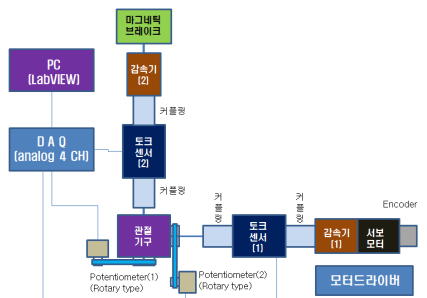 마그네틱
브레이크
PC
(LabVIEW)
감속기
(2)
커플링
D A Q
(analog 4 CH)
토크
센서
(2)
커플링
관절
기구
커플링
토크
센서
(1)
커플링
감속기
(1)
서보
모터
Encoder
Potentiometer(1)
(Rotary type)
Potentiometer(2)
(Rotary type)
모터드라이버